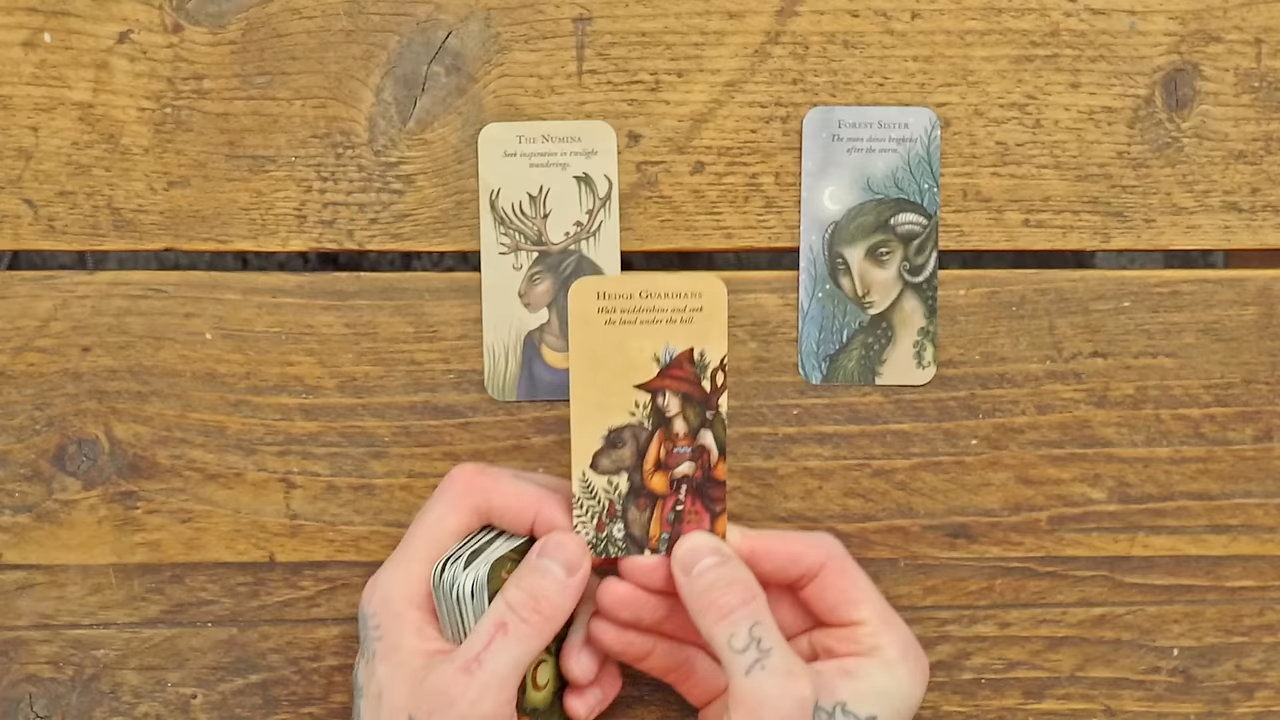 THE NUMINA
Seek inspiration in twilight
wanderings.
FOREST SISTER
The moon shines brightest
after the storm.
HEDGE GUARDIANS
Walk widdershins and seek
the land under the hill.